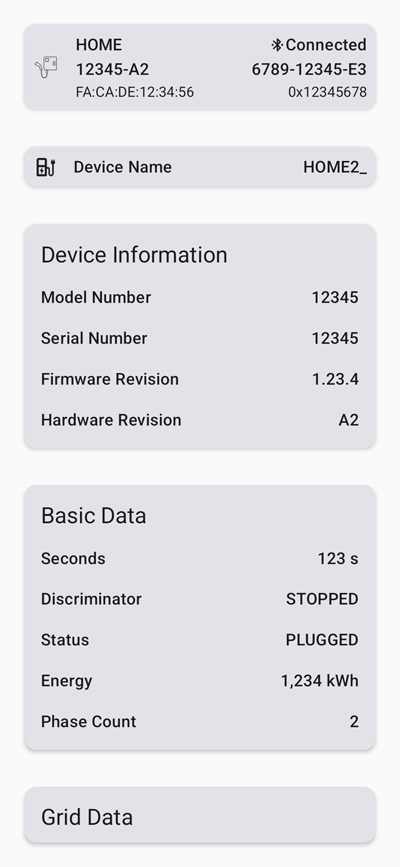 HOME Connected
12345-A2 6789-12345-E3
FA:CA:DE:12:34:56 0x12345678
Device Name HOME2_
Device Information
Model Number 12345
Serial Number 12345
Firmware Revision 1.23.4
Hardware Revision A2
Basic Data
Seconds 123 s
Discriminator STOPPED
Status PLUGGED
Energy 1,234 kWh
Phase Count 2
Grid Data